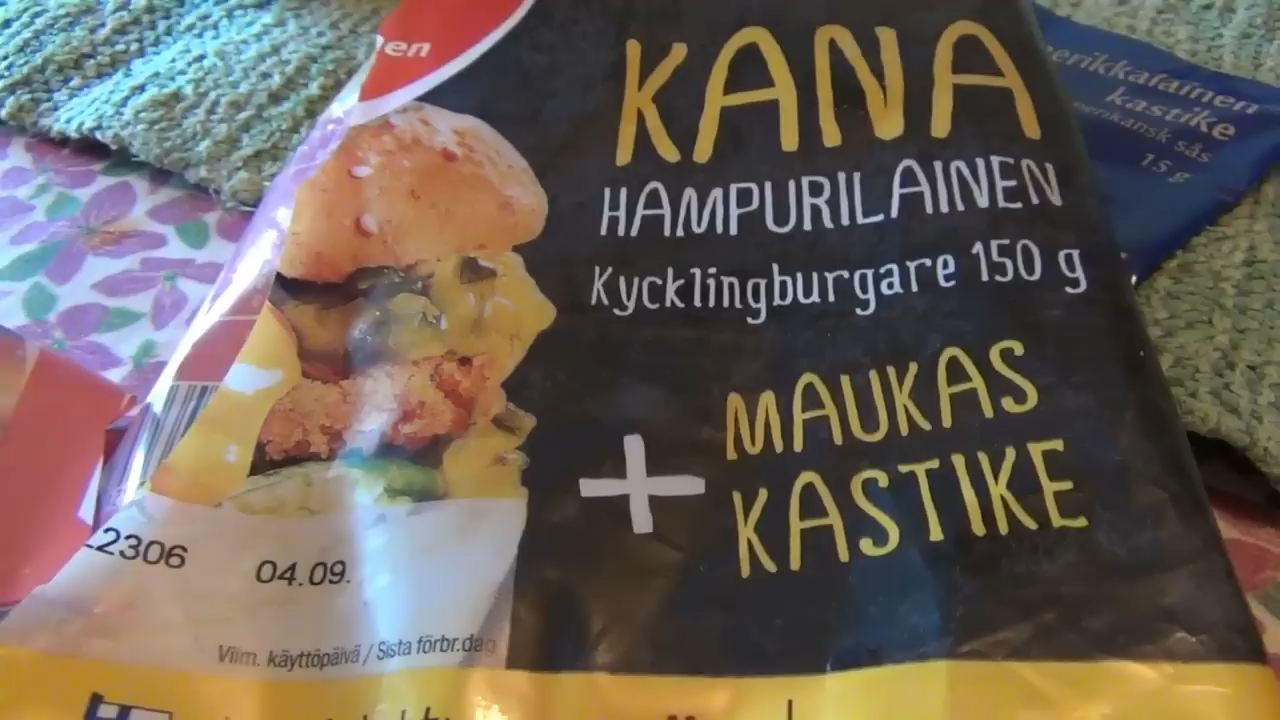 KANA
HAMPURILAINEN
Kycklingburgare 150 g
+ MAUKAS
KASTIKE
kastike
sås
15 g
2306
04.09.
Viim. käyttöpäivä / Sista förbr.dag